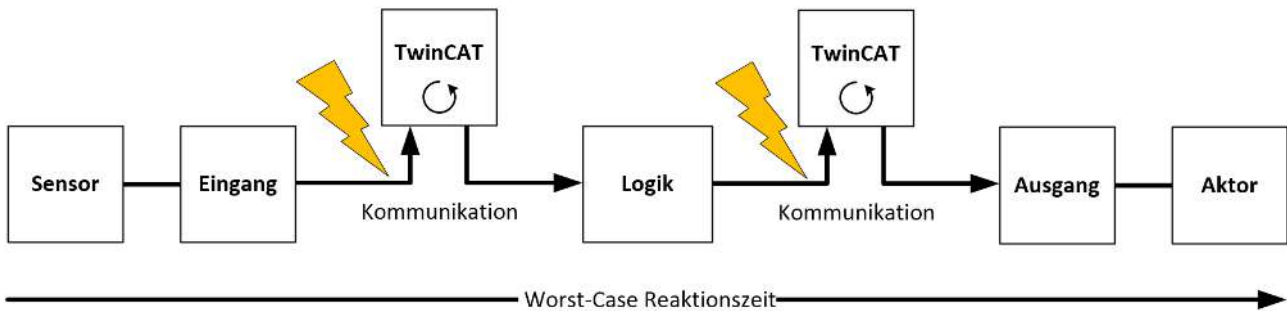 TwinCAT
TwinCAT
Sensor
Eingang
Kommunikation
Logik
Kommunikation
Ausgang
Aktor
Worst-Case Reaktionszeit